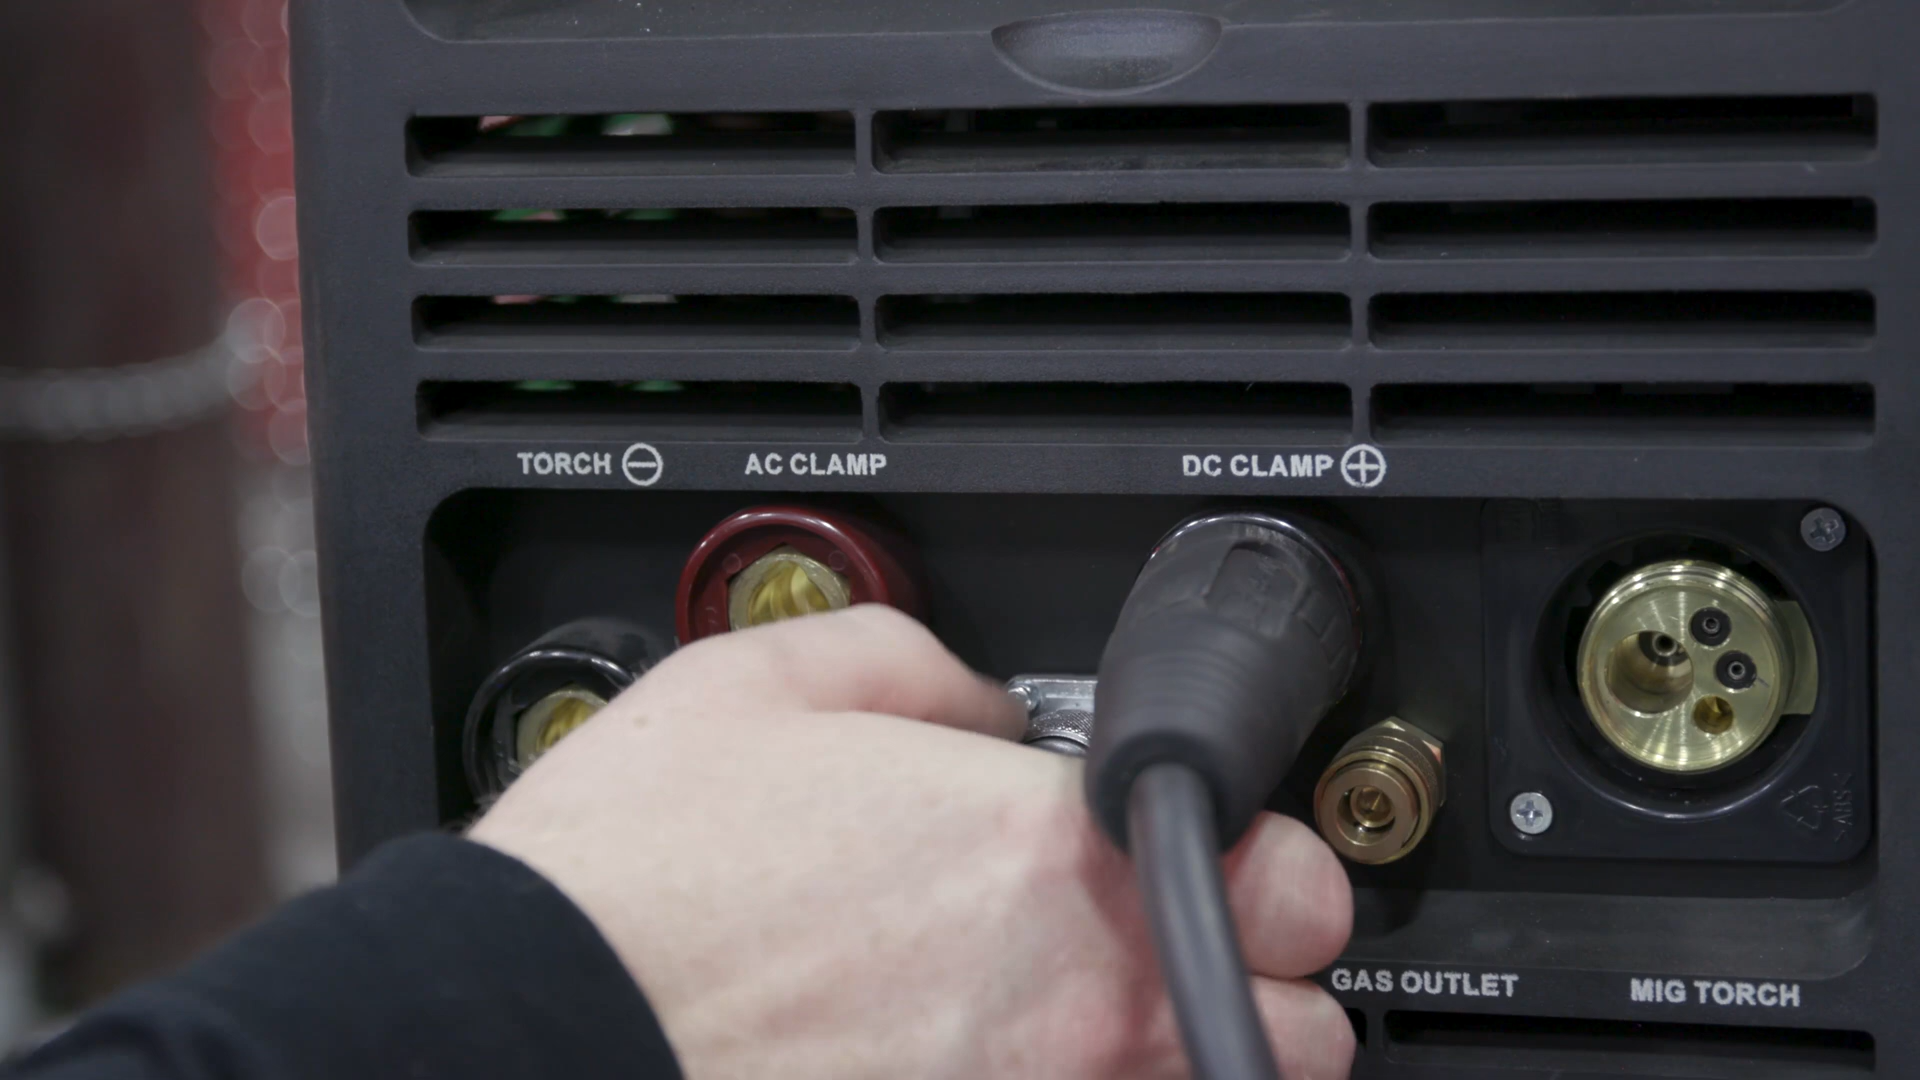 TORCH ⊖ AC CLAMP DC CLAMP ⊕
GAS OUTLET MIG TORCH